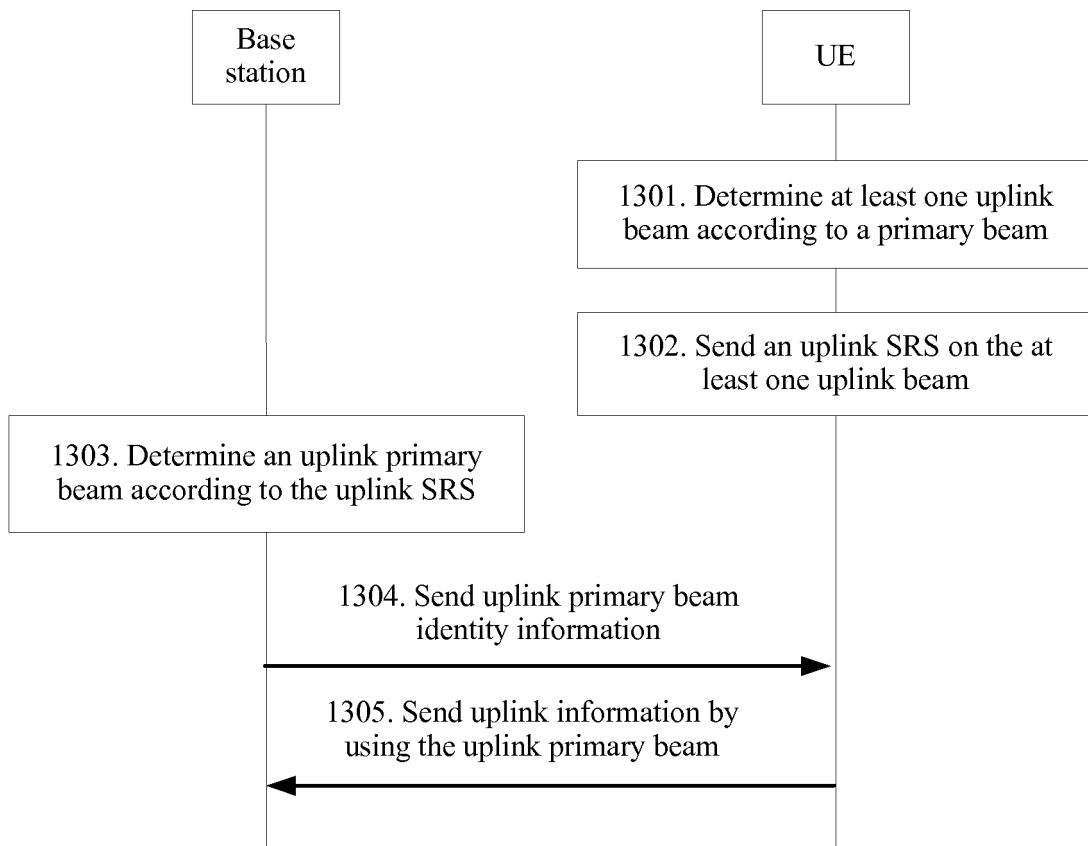 Base
station
UE
1301. Determine at least one uplink
beam according to a primary beam
1302. Send an uplink SRS on the at
least one uplink beam
1303. Determine an uplink primary
beam according to the uplink SRS
1304. Send uplink primary beam
identity information
1305. Send uplink information by
using the uplink primary beam